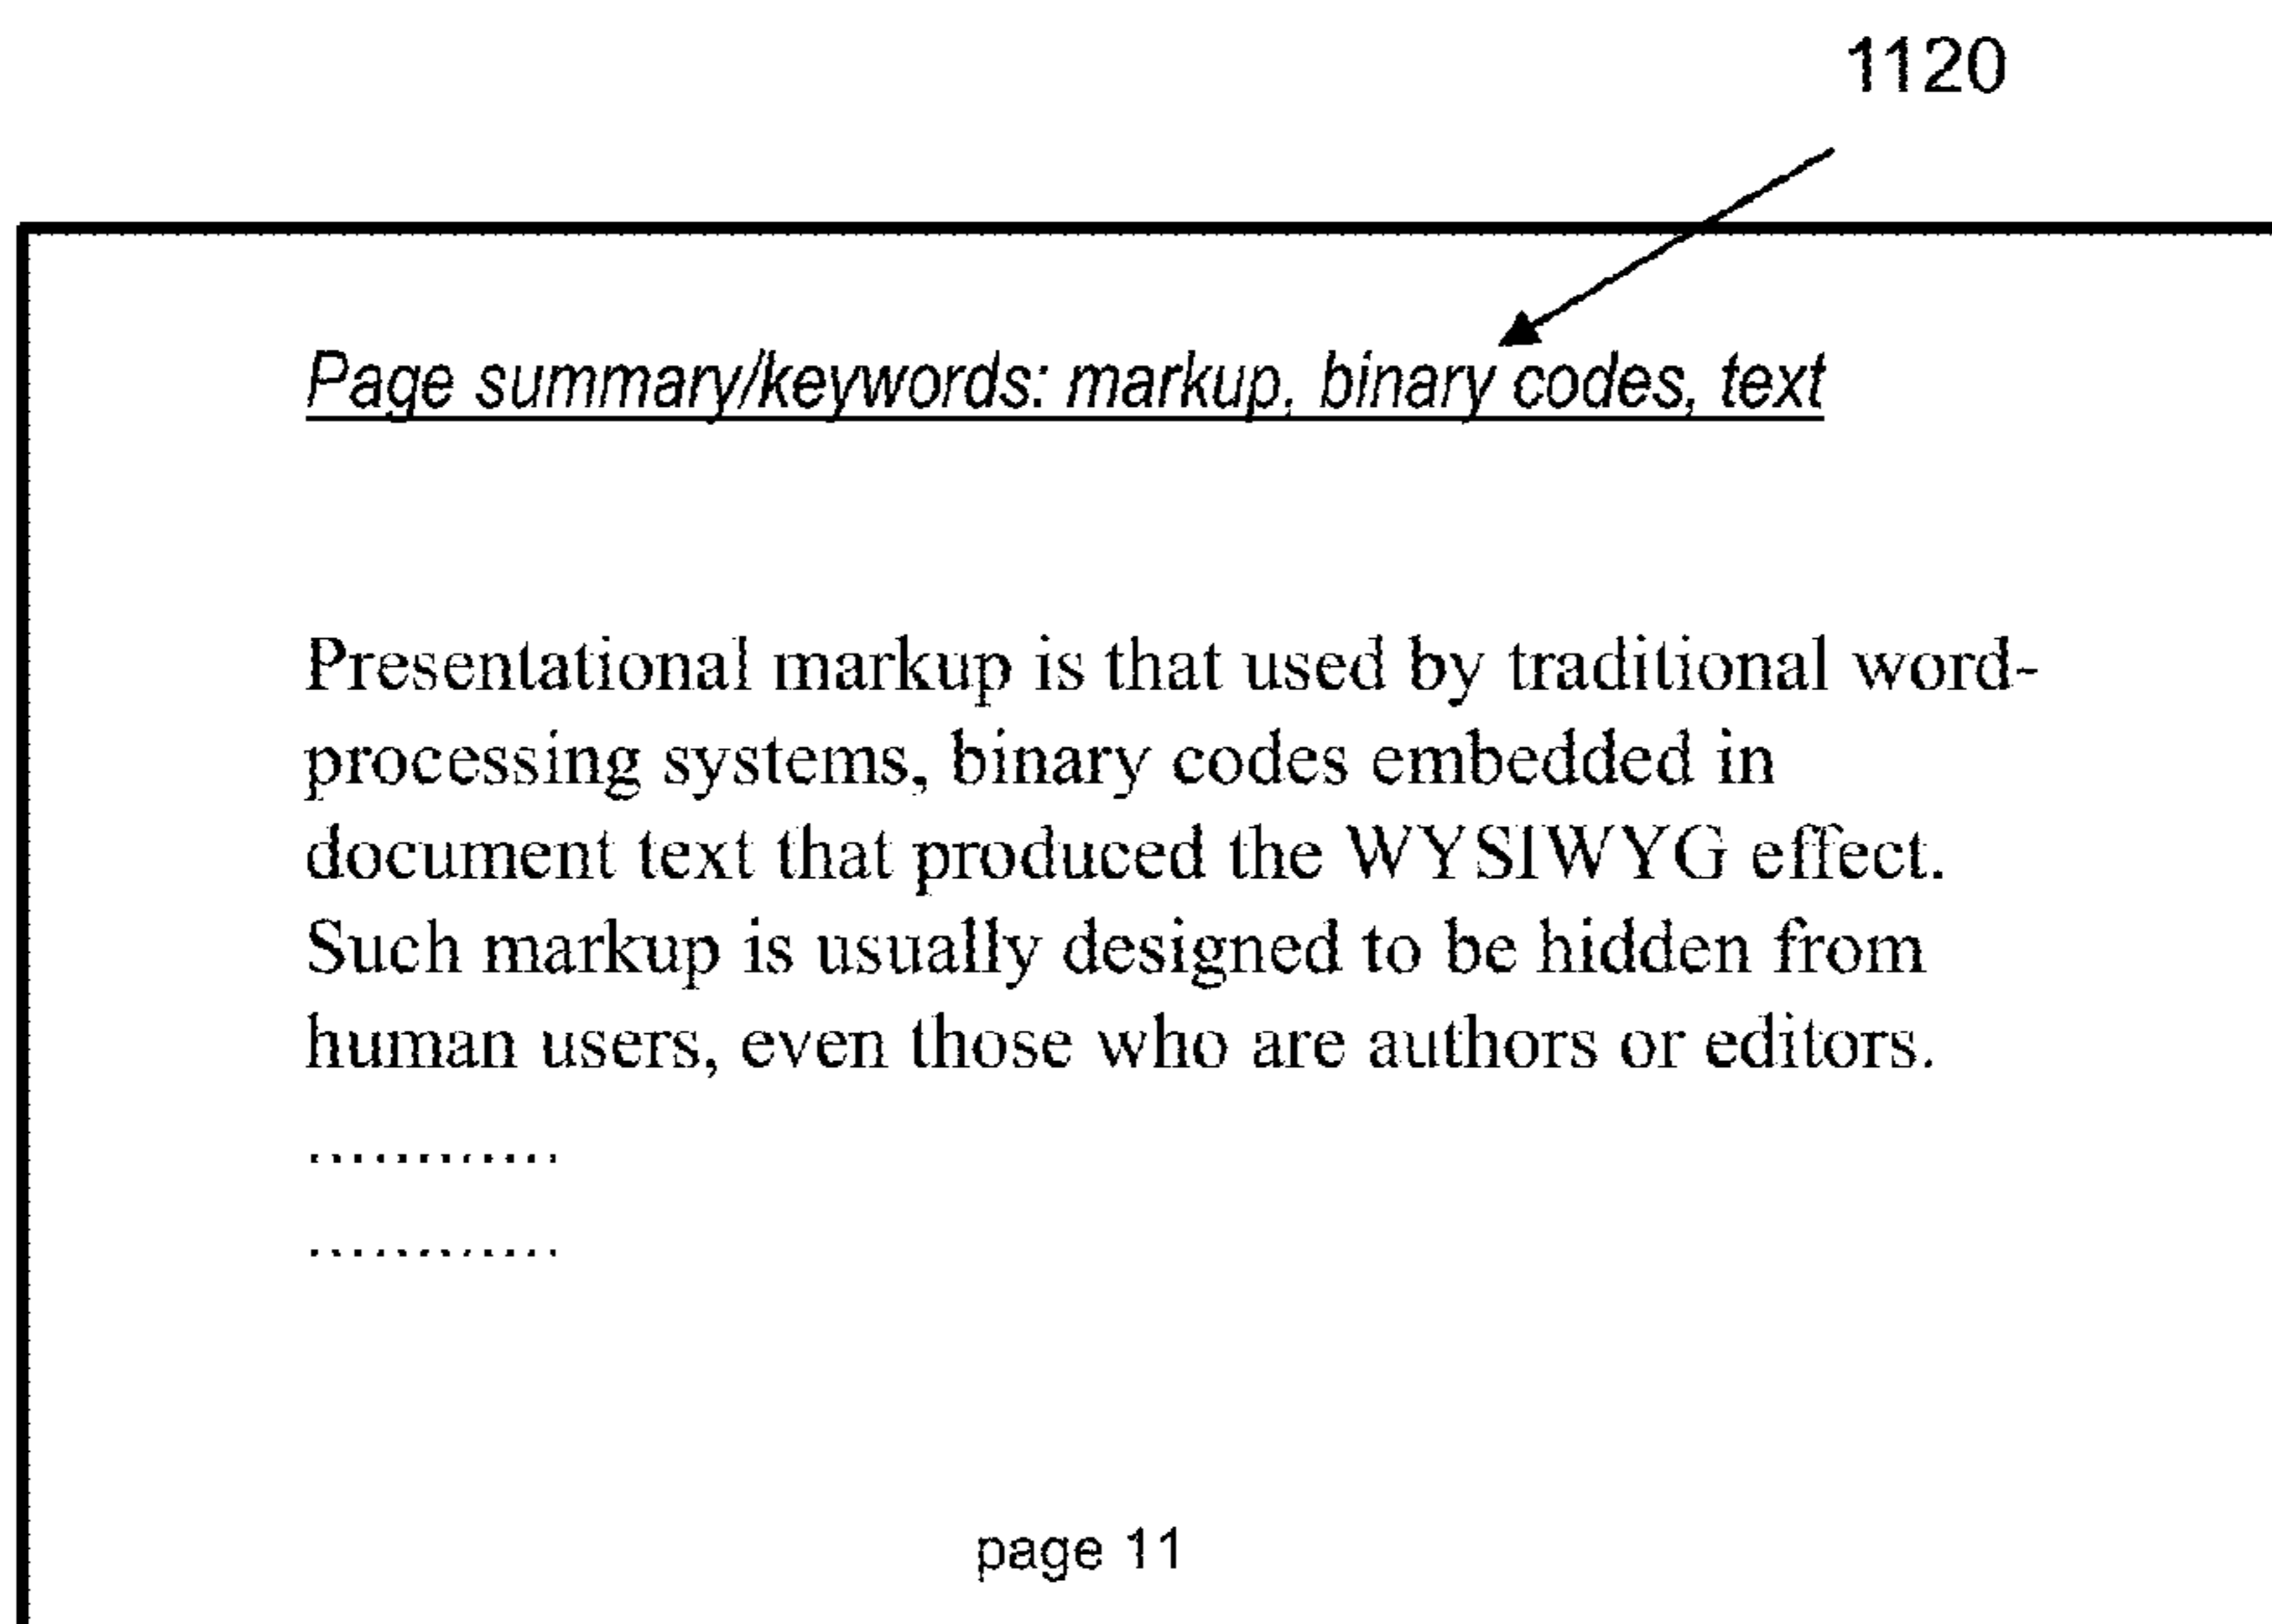 1120
Page summary/keywords: markup, binary codes, text
Presentational markup is that used by traditional word-
processing systems, binary codes embedded in
document text that produced the WYSIWYG effect.
Such markup is usually designed to be hidden from
human users, even those who are authors or editors.
............
............
page 11